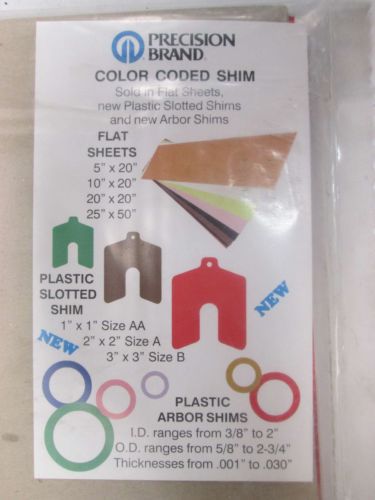 PRECISION
BRAND®
COLOR CODED SHIM
Sold in Flat Sheets,
new Plastic Slotted Shims
and new Arbor Shims
FLAT
SHEETS
5" x 20"
10" x 20"
20" x 20"
25" x 50"
PLASTIC
SLOTTED
SHIM
1" x 1" Size AA
2" x 2" Size A
3" x 3" Size B
NEW
NEW
PLASTIC
ARBOR SHIMS
I.D. ranges from 3/8" to 2"
O.D. ranges from 5/8" to 2-3/4"
Thicknesses from .001" to .030"